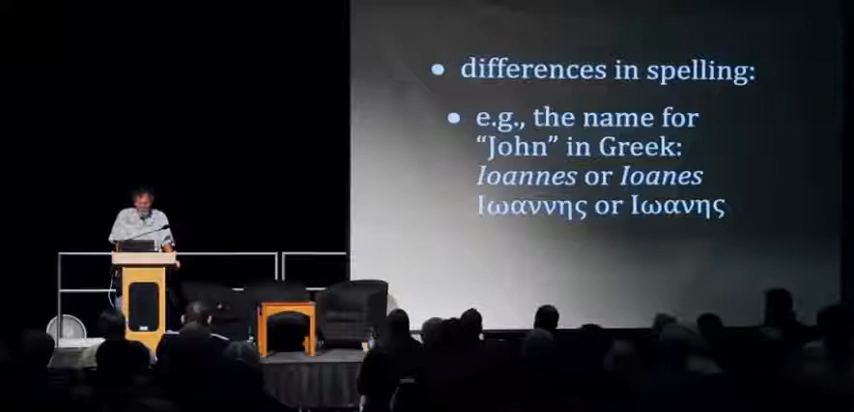 • differences in spelling:
• e.g., the name for
“John” in Greek:
Ioannes or Ioanes
Ιωαννης or Ιωανης